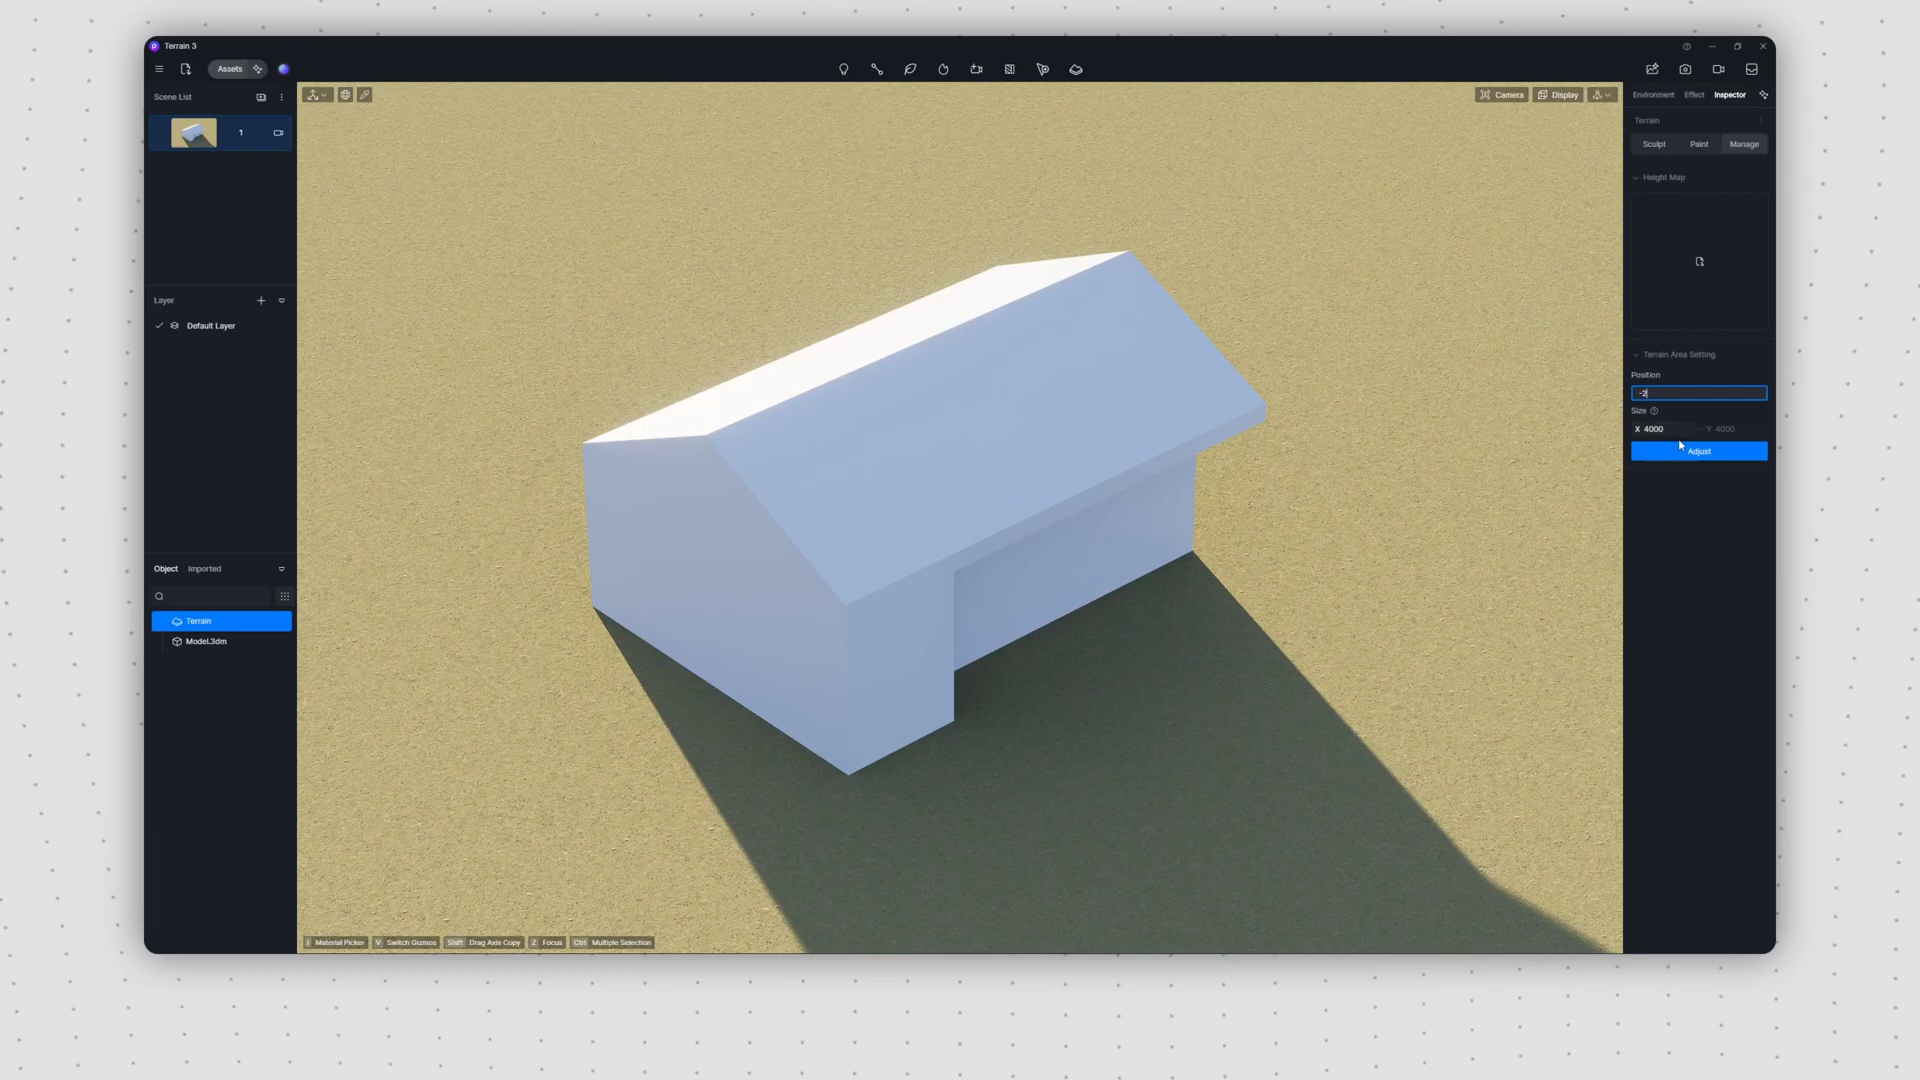 Terrain 3
Assets
Scene List
1
Camera
Display
Environment Effect Inspector
Terrain
Sculpt Paint Manage
Height Map
Layer
Default Layer
Terrain Area Setting
Position
-2
Size
X 4000 Y 4000
Adjust
Object Imported
Terrain
Model.3dm
I Material Picker V Switch Gizmos Shift Drag Axis Copy Z Focus Ctrl Multiple Selection